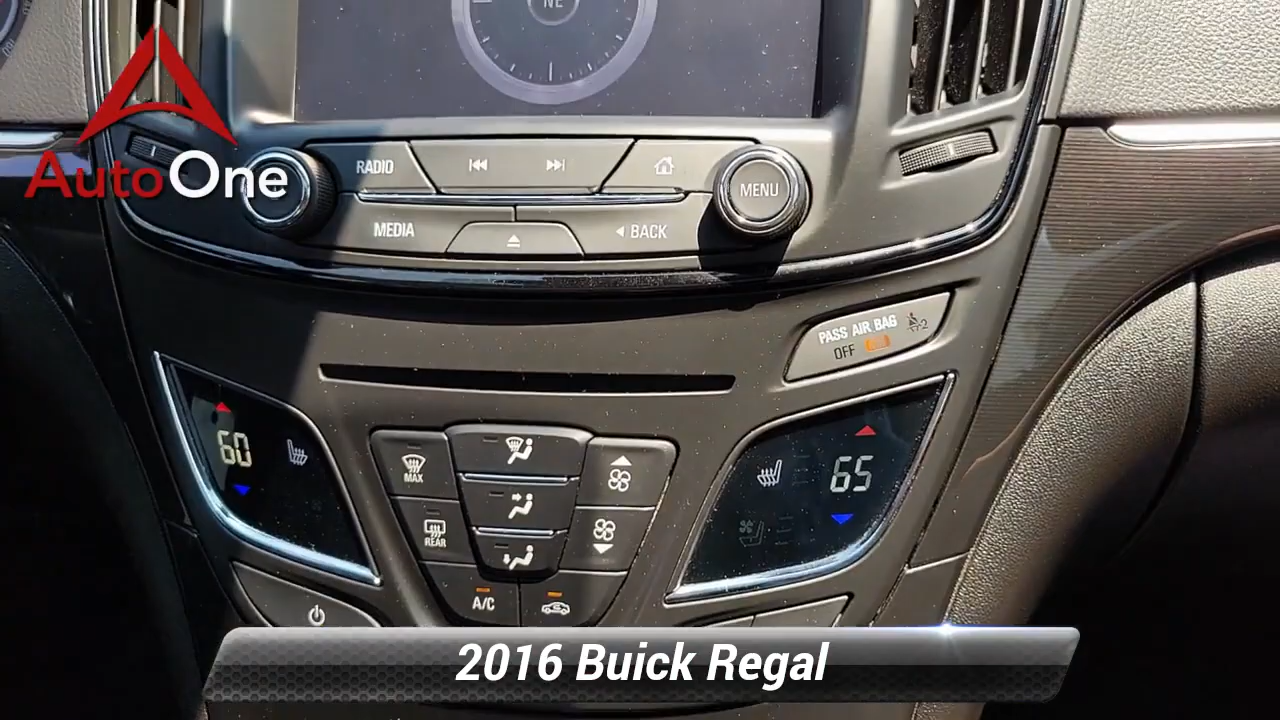 NE
AutoOne
RADIO
MENU
MEDIA
BACK
PASS AIR BAG
OFF
60
65
MAX
REAR
A/C
2016 Buick Regal